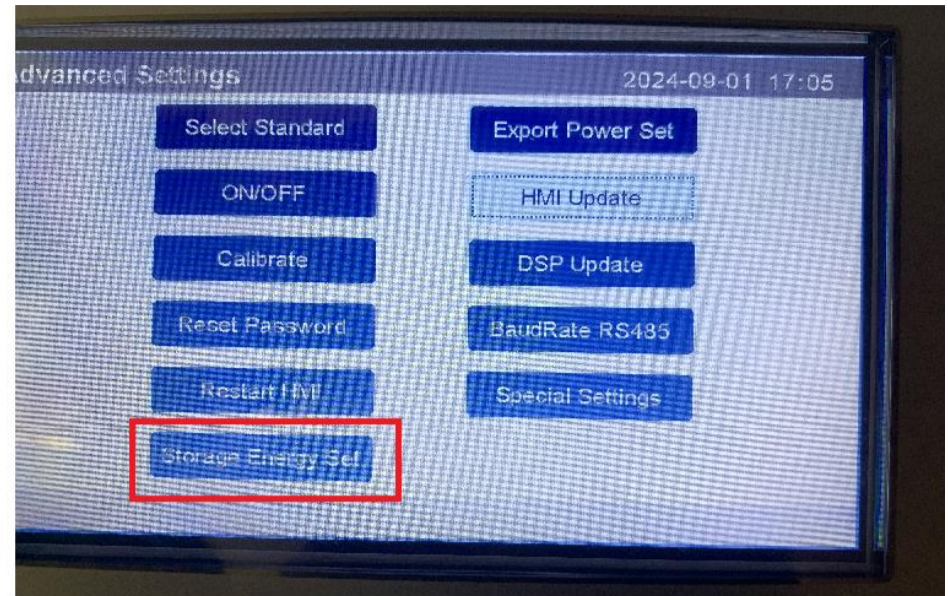 Advanced Settings 2024-09-01 17:05
Select Standard Export Power Set
ON/OFF HMI Update
Calibrate DSP Update
Reset Password BaudRate RS485
Restart HMI Special Settings
Storage Energy Set